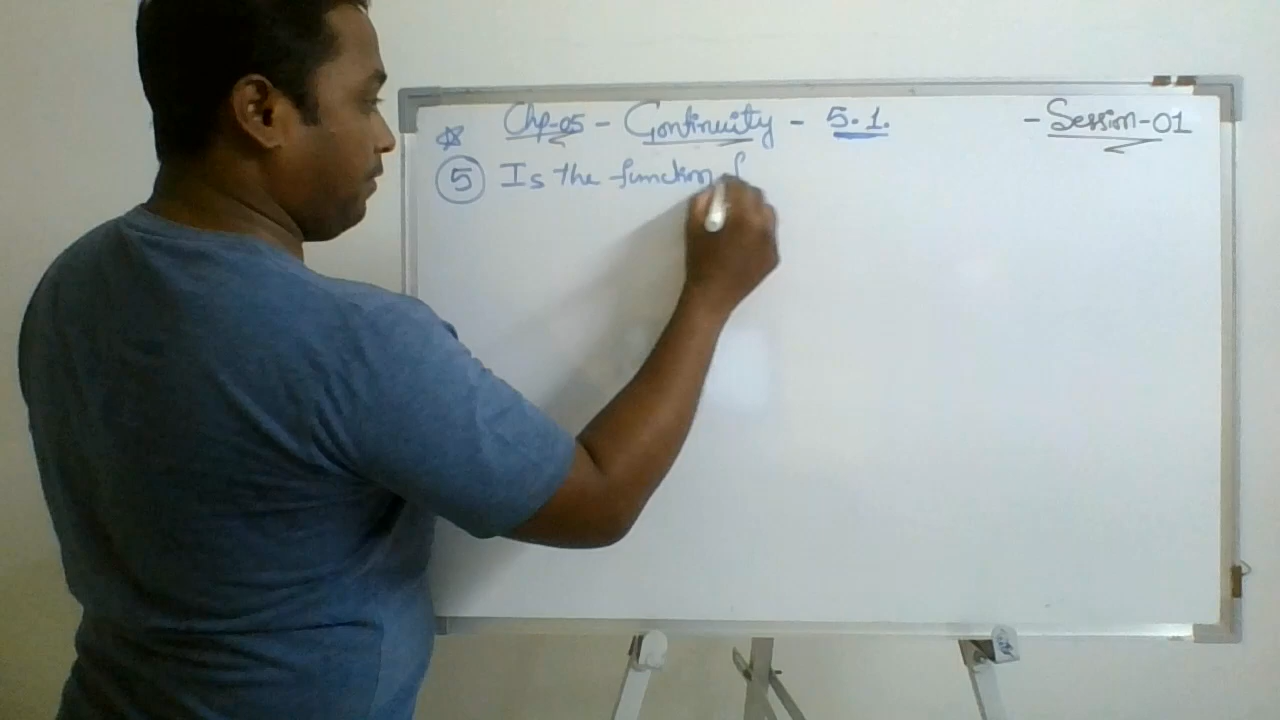 Chp-05 - Continuity - 5.1. - Session-01
5 Is the function f